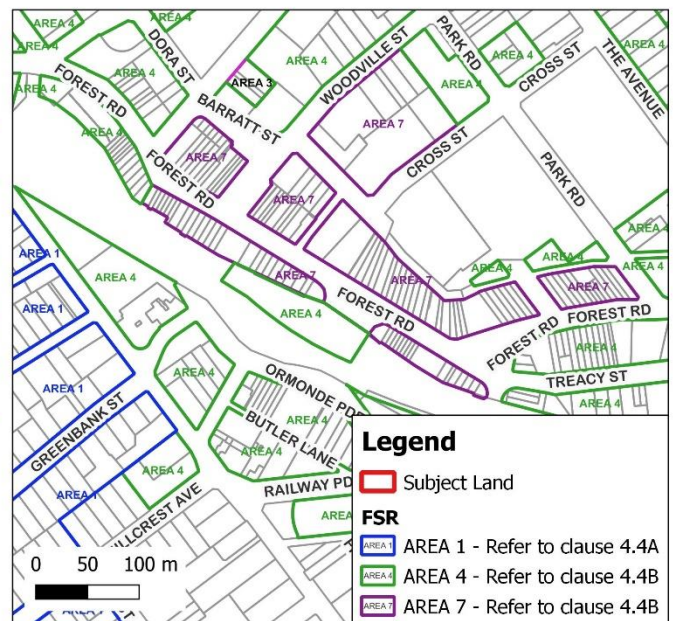 AREA 4
AREA 4
DORA ST
AREA 4
AREA 4
PARK RD
AREA 4
AREA 4
WOODVILLE ST
CROSS ST
THE AVENUE
AREA 4
AREA 3
FOREST RD
AREA 4
AREA 4
BARRATT ST
AREA 4
AREA 7
CROSS ST
FOREST RD
AREA 7
PARK RD
AREA 7
AREA 1
AREA 4
AREA 4
AREA 4
AREA 4
AREA 4
AREA 7
AREA 7
AREA 7
AREA 1
FOREST RD
AREA 4
FOREST RD
FOREST RD
AREA 4
AREA 1
AREA 4
ORMONDE PDE
TREACY ST
AREA 4
GREENBANK ST
AREA 4
BUTLER LANE
AREA 4
AREA 1
RAILWAY PD
HILLCREST AVE
AREA
0 50 100 m
Legend
Subject Land
FSR
AREA 1 AREA 1 - Refer to clause 4.4A
AREA 4 AREA 4 - Refer to clause 4.4B
AREA 7 AREA 7 - Refer to clause 4.4B